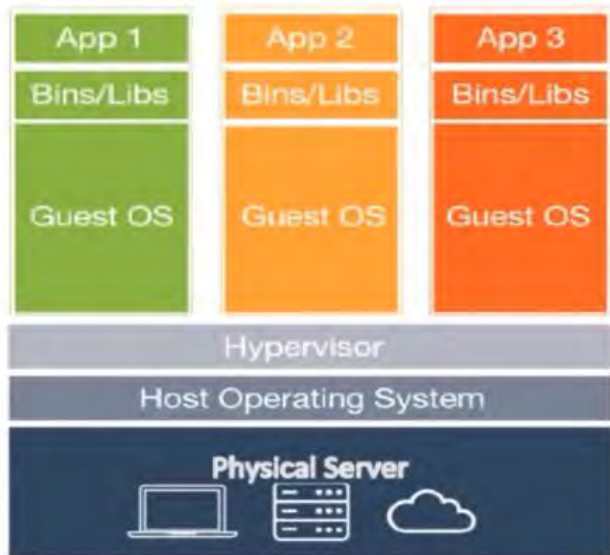 App 1
App 2
App 3
Bins/Libs
Bins/Libs
Bins/Libs
Guest OS
Guest OS
Guest OS
Hypervisor
Host Operating System
Physical Server